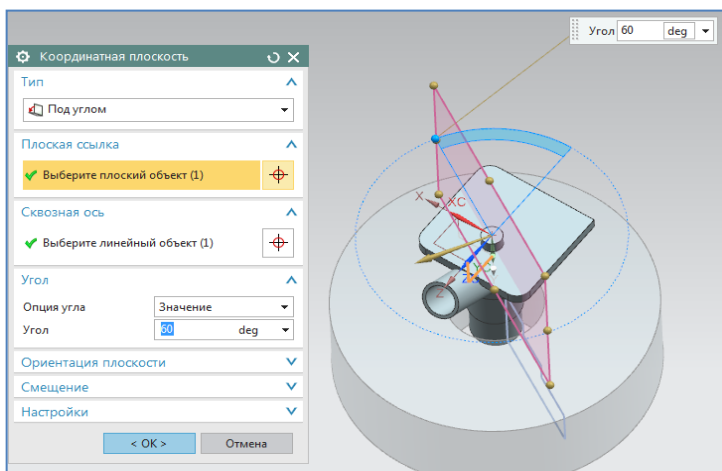 Угол 60 deg
Координатная плоскость
Тип
Под углом
Плоская ссылка
Выберите плоский объект (1)
Сквозная ось
Выберите линейный объект (1)
Угол
Опция угла Значение
Угол 60 deg
Ориентация плоскости
Смещение
Настройки
< OK > Отмена
X
XC
Z